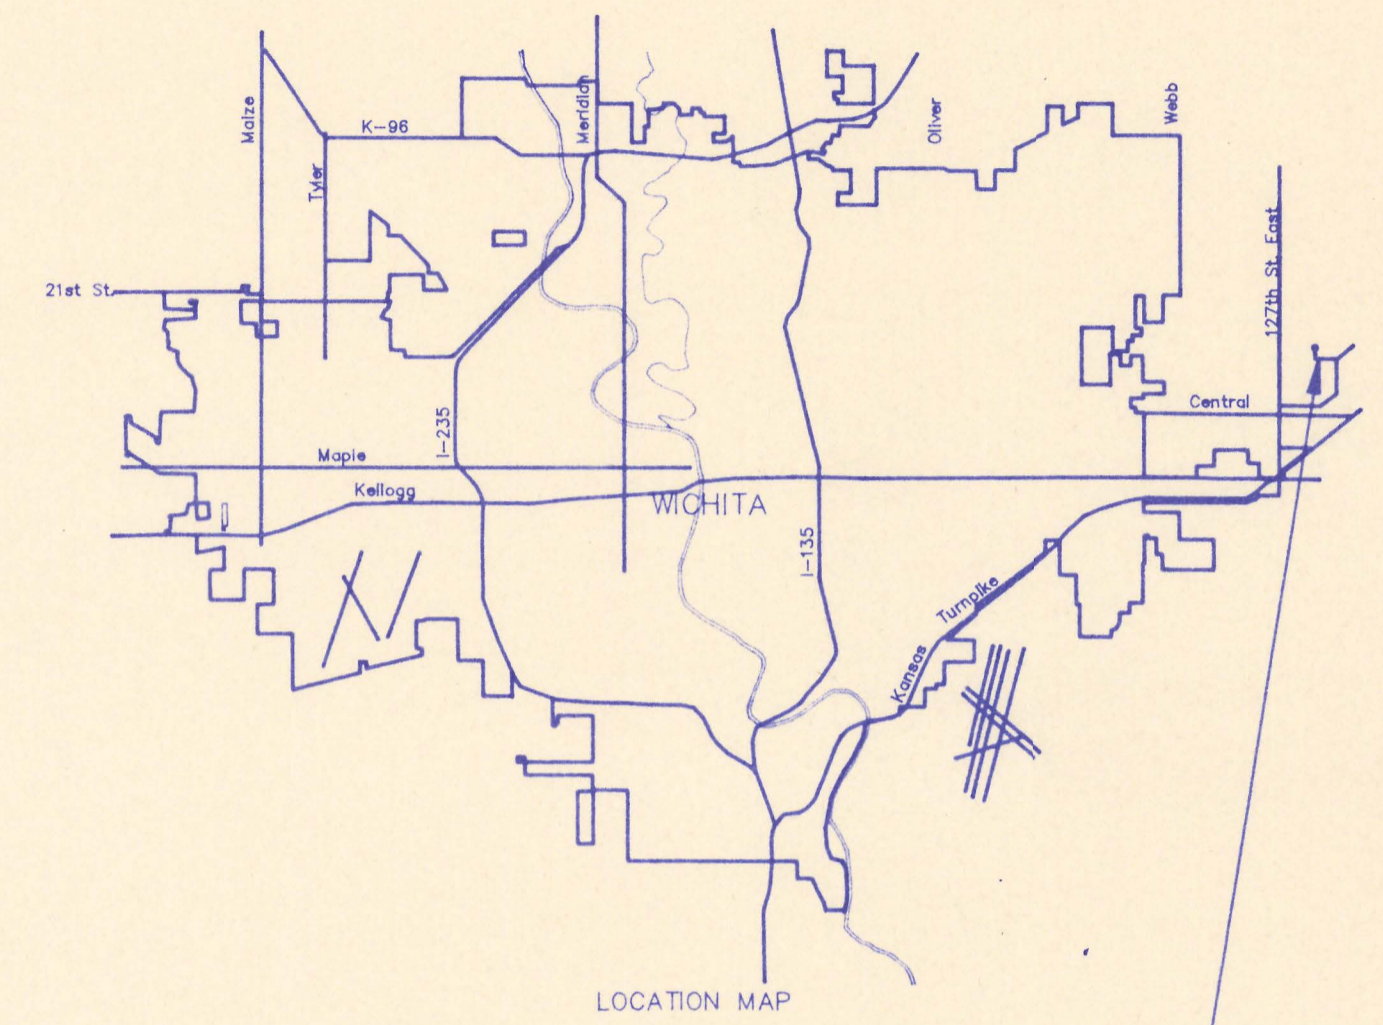 Maize
Meridian
Webb
Oliver
K-96
Tyler
127th St. East
21st St.
Central
I-235
Maple
Kellogg
WICHITA
I-135
Turnpike
Kansas
LOCATION MAP